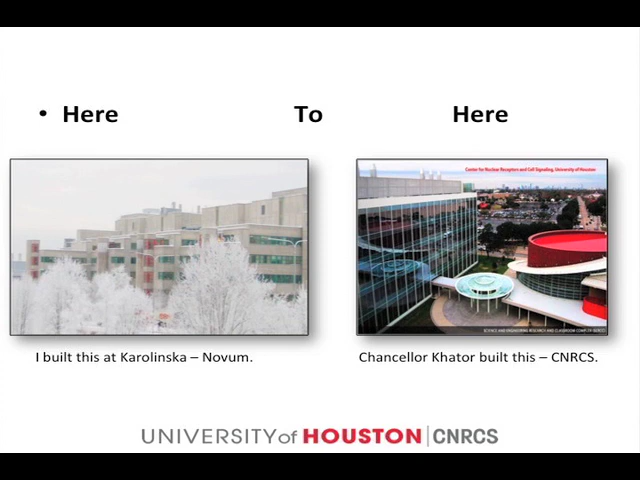 • Here To Here
Center for Nuclear Receptors and Cell Signaling, University of Houston
SCIENCE AND ENGINEERING RESEARCH AND CLASSROOM COMPLEX (SERCC)
I built this at Karolinska – Novum.
Chancellor Khator built this – CNRCS.
UNIVERSITY of HOUSTON | CNRCS